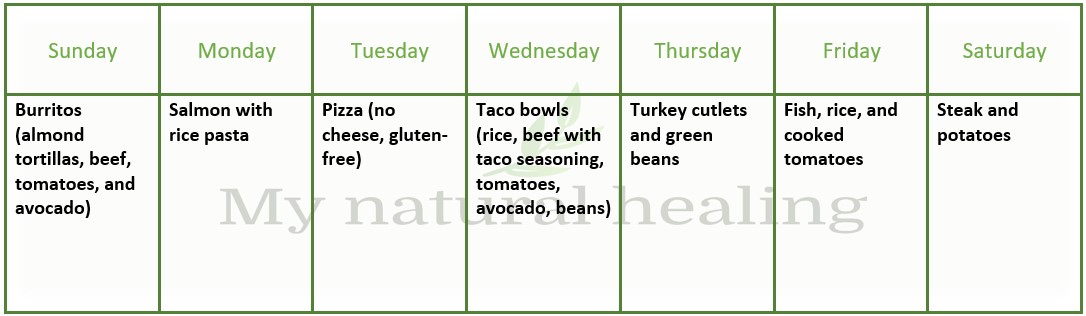 Sunday
Monday
Tuesday
Wednesday
Thursday
Friday
Saturday
Burritos
(almond
tortillas, beef,
tomatoes, and
avocado)
Salmon with
rice pasta
Pizza (no
cheese, gluten-
free)
Taco bowls
(rice, beef with
taco seasoning,
tomatoes,
avocado, beans)
Turkey cutlets
and green
beans
Fish, rice, and
cooked
tomatoes
Steak and
potatoes
My natural healing